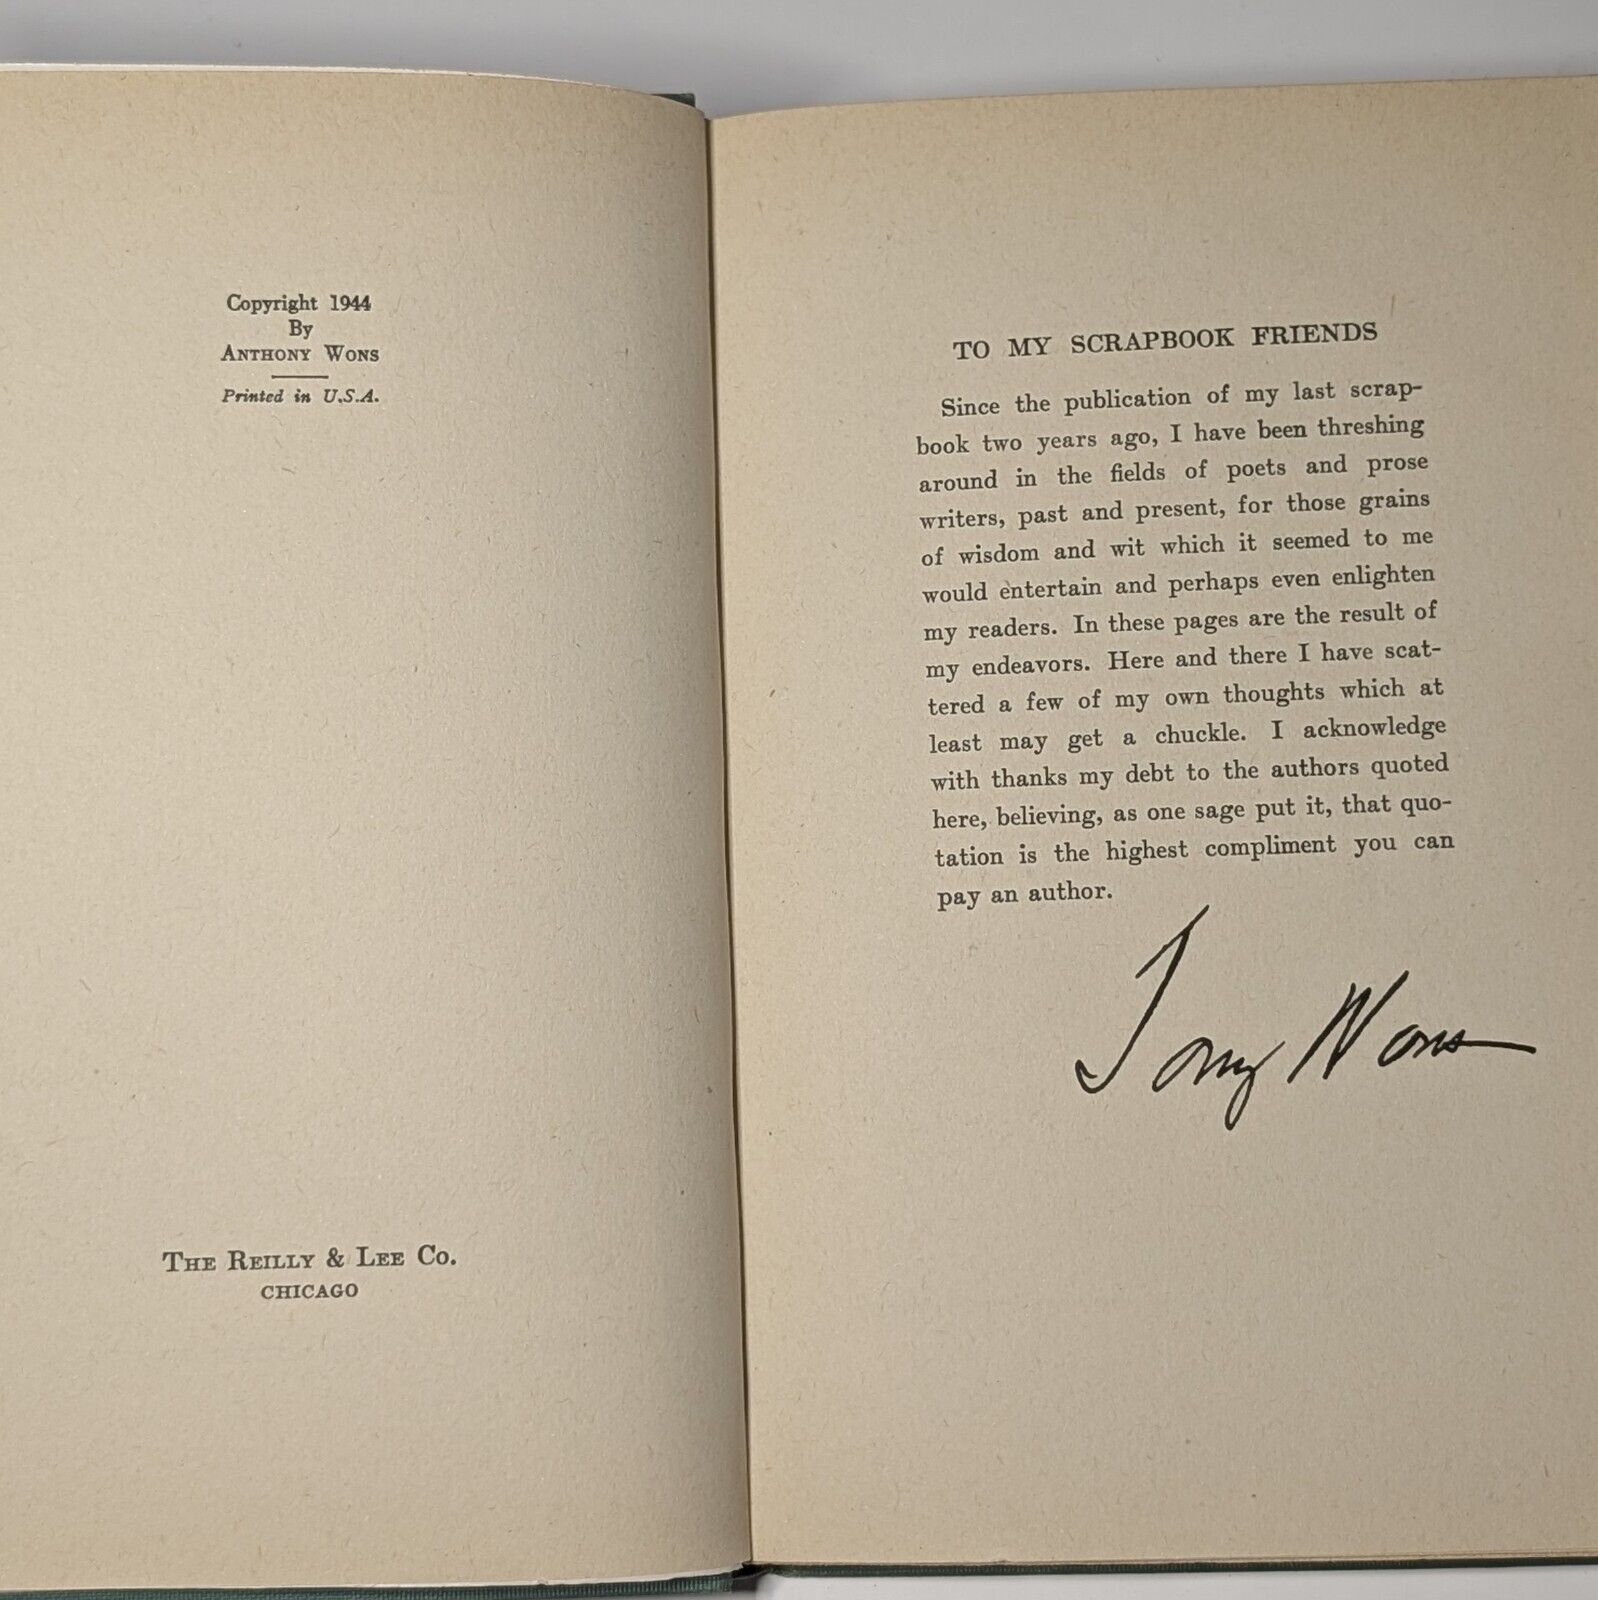 Copyright 1944
By
Anthony Wons
Printed in U.S.A.
The Reilly & Lee Co.
CHICAGO
TO MY SCRAPBOOK FRIENDS
Since the publication of my last scrap-
book two years ago, I have been threshing
around in the fields of poets and prose
writers, past and present, for those grains
of wisdom and wit which it seemed to me
would entertain and perhaps even enlighten
my readers. In these pages are the result of
my endeavors. Here and there I have scat-
tered a few of my own thoughts which at
least may get a chuckle. I acknowledge
with thanks my debt to the authors quoted
here, believing, as one sage put it, that quo-
tation is the highest compliment you can
pay an author.
Tony Wons